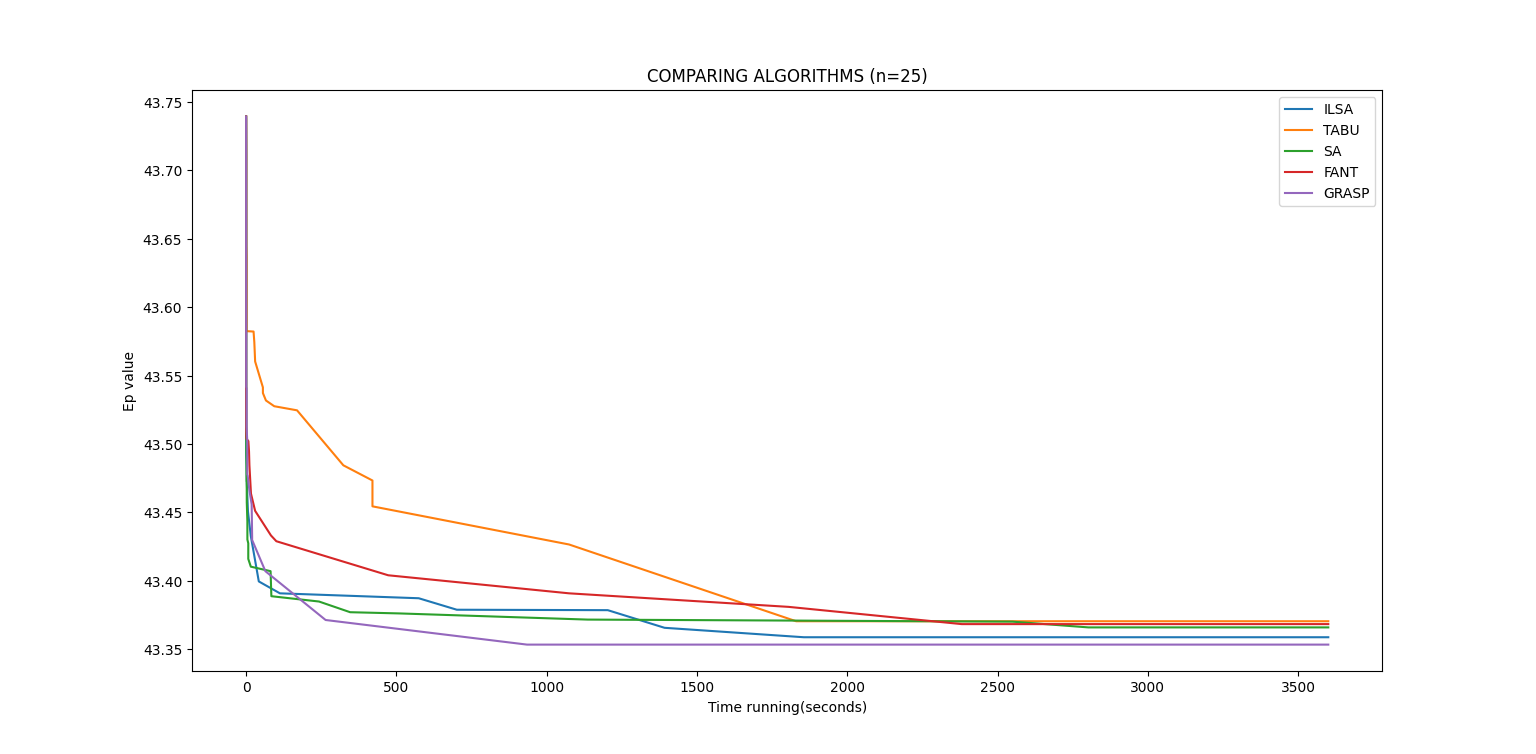 COMPARING ALGORITHMS (n=25)
43.75
43.70
43.65
43.60
43.55
43.50
43.45
43.40
43.35
Ep value
ILSA
TABU
SA
FANT
GRASP
0 500 1000 1500 2000 2500 3000 3500
Time running(seconds)